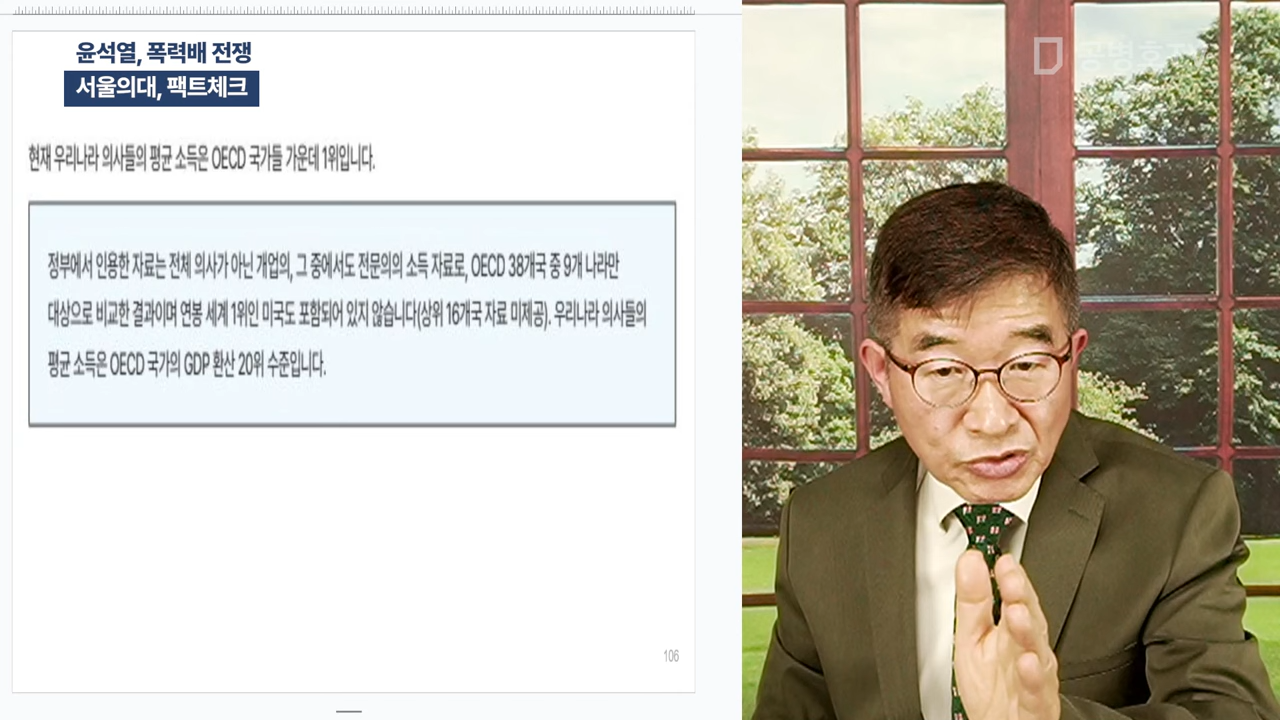 윤석열, 폭력배 전쟁
서울의대, 팩트체크
현재 우리나라 의사들의 평균 소득은 OECD 국가들 가운데 1위입니다.
정부에서 인용한 자료는 전체 의사가 아닌 개업의, 그 중에서도 전문의의 소득 자료로, OECD 38개국 중 9개 나라만
대상으로 비교한 결과이며 연봉 세계 1위인 미국도 포함되어 있지 않습니다(상위 16개국 자료 미제공). 우리나라 의사들의
평균 소득은 OECD 국가의 GDP 환산 20위 수준입니다.
106